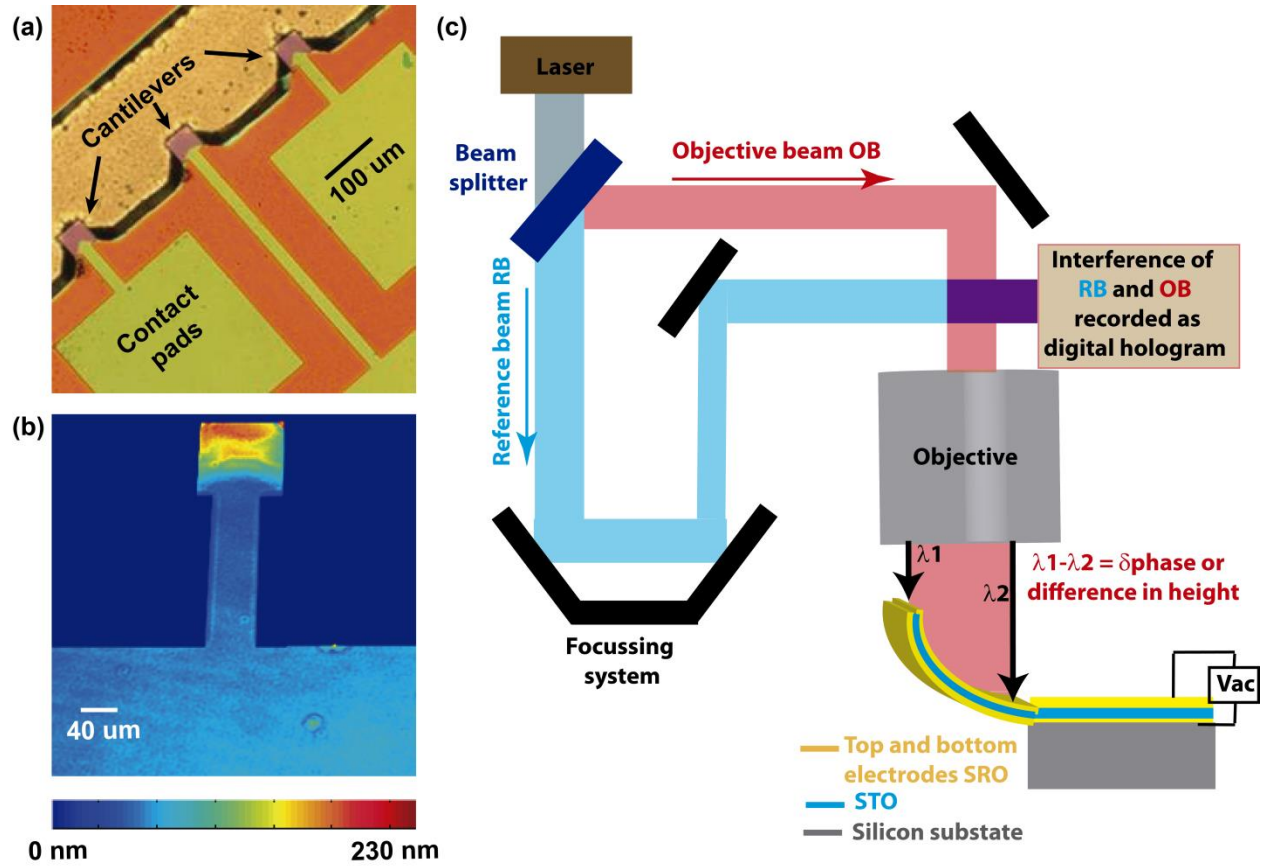 (a)
Cantilevers
100 um
Contact
pads
(b)
40 um
0 nm
230 nm
(c)
Laser
Beam
splitter
Objective beam OB
Reference beam RB
Interference of
RB and OB
recorded as
digital hologram
Objective
λ1
λ2
λ1-λ2 = δphase or
difference in height
Focussing
system
Vac
Top and bottom
electrodes SRO
STO
Silicon substate